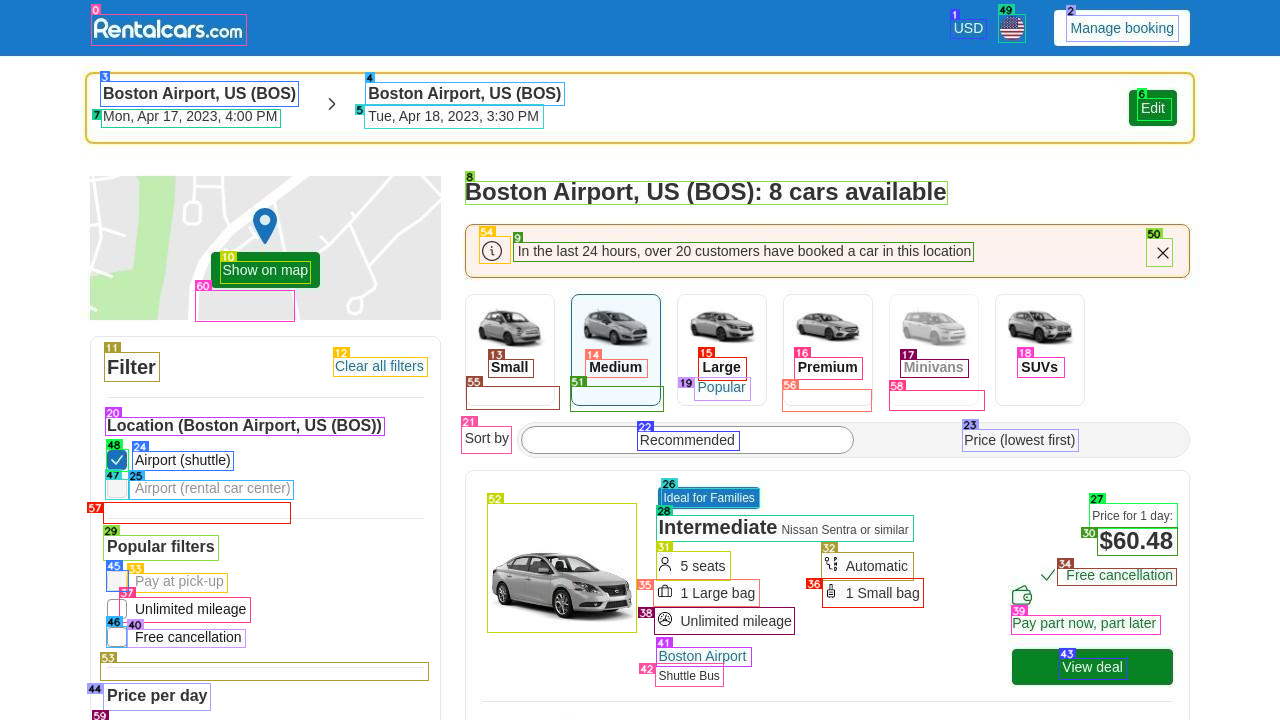 Rentalcars.com
USD
Manage booking
Boston Airport, US (BOS)
Mon, Apr 17, 2023, 4:00 PM
Boston Airport, US (BOS)
Tue, Apr 18, 2023, 3:30 PM
Edit
Boston Airport, US (BOS): 8 cars available
In the last 24 hours, over 20 customers have booked a car in this location
Show on map
Small
Medium
Large
Popular
Premium
Minivans
SUVs
Filter
Clear all filters
Location (Boston Airport, US (BOS))
Airport (shuttle)
Airport (rental car center)
Popular filters
Pay at pick-up
Unlimited mileage
Free cancellation
Price per day
Sort by
Recommended
Price (lowest first)
Ideal for Families
Intermediate Nissan Sentra or similar
5 seats
Automatic
1 Large bag
1 Small bag
Unlimited mileage
Boston Airport
Shuttle Bus
Price for 1 day:
$60.48
Free cancellation
Pay part now, part later
View deal
0
1
49
2
3
4
5
6
7
8
54
9
50
10
60
11
12
13
14
15
16
17
18
19
55
51
56
58
20
21
22
23
48
24
47
25
57
29
45
33
37
46
40
53
44
59
52
26
28
27
30
31
32
34
35
36
38
39
41
42
43